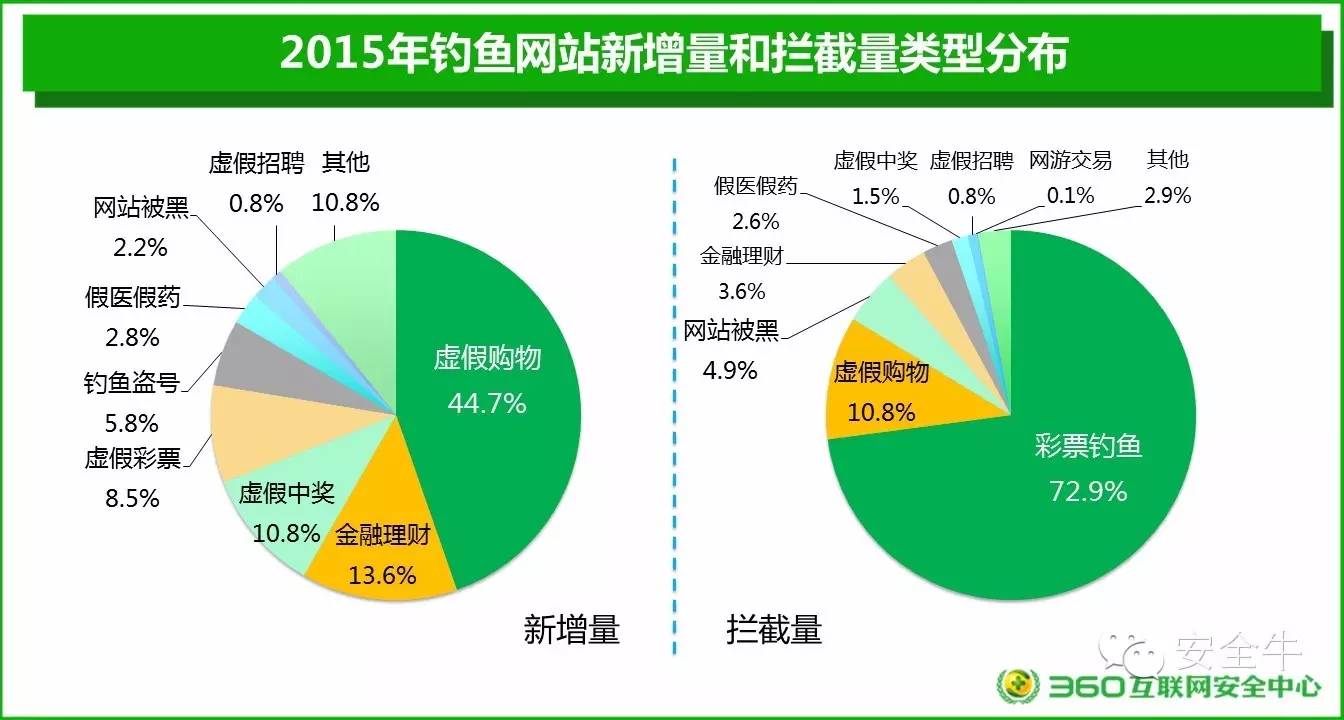 2015年钓鱼网站新增量和拦截量类型分布
虚假招聘
0.8%
其他
10.8%
网站被黑
2.2%
假医假药
2.8%
钓鱼盗号
5.8%
虚假彩票
8.5%
虚假中奖
10.8%
金融理财
13.6%
虚假购物
44.7%
新增量
虚假中奖
1.5%
虚假招聘
0.8%
网游交易
0.1%
其他
2.9%
假医假药
2.6%
金融理财
3.6%
网站被黑
4.9%
虚假购物
10.8%
彩票钓鱼
72.9%
拦截量
安全牛
360互联网安全中心